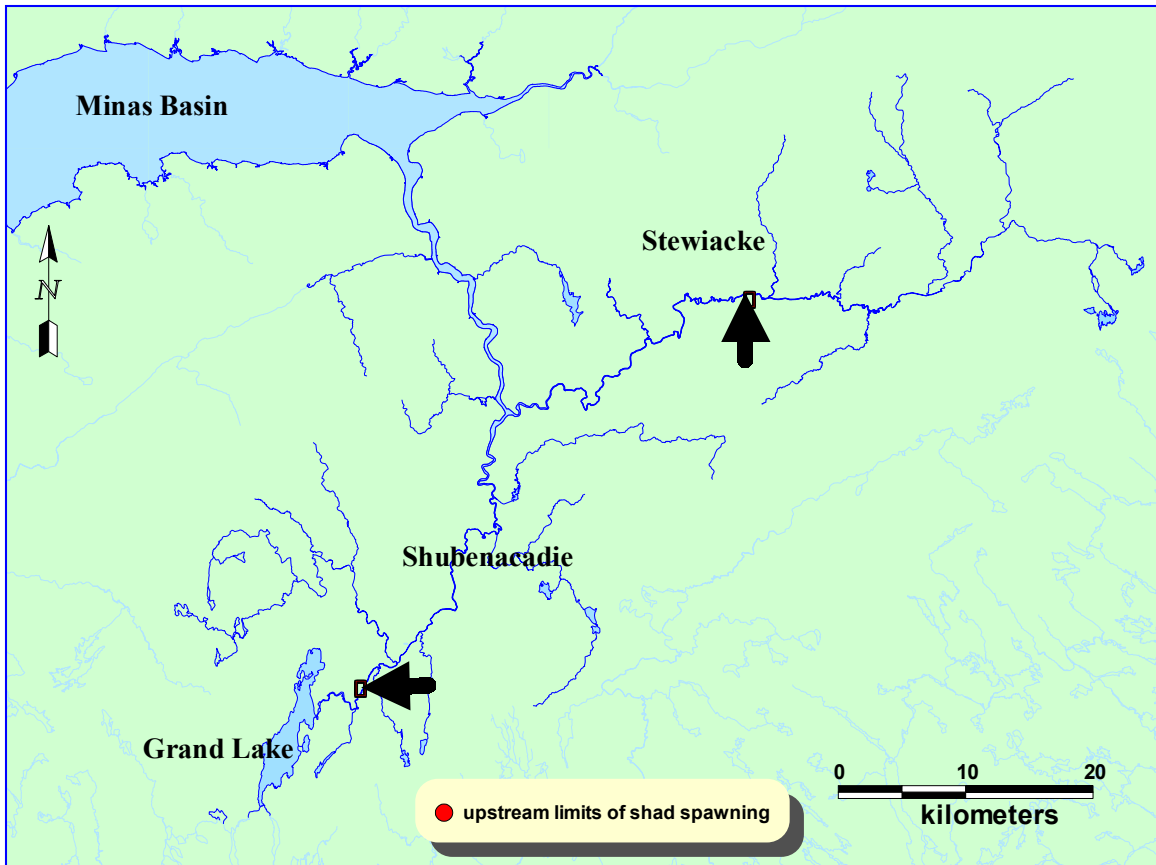 Minas Basin
Stewiacke
N
Shubenacadie
Grand Lake
0 10 20
kilometers
upstream limits of shad spawning